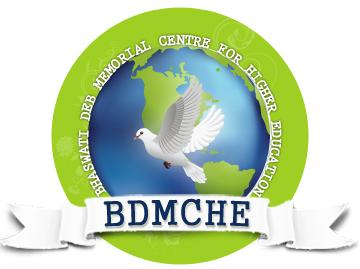 BHASWATI DEB MEMORIAL CENTRE FOR HIGHER EDUCATION
BDMCHE